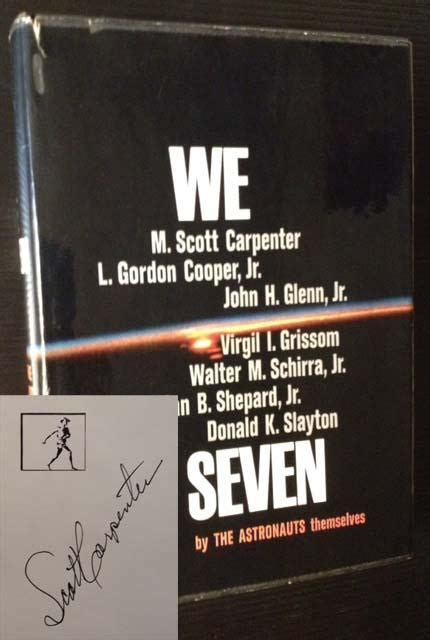 WE
M. Scott Carpenter
L. Gordon Cooper, Jr.
John H. Glenn, Jr.
Virgil I. Grissom
Walter M. Schirra, Jr.
n B. Shepard, Jr.
Donald K. Slayton
SEVEN
by THE ASTRONAUTS themselves
Scott Carpenter